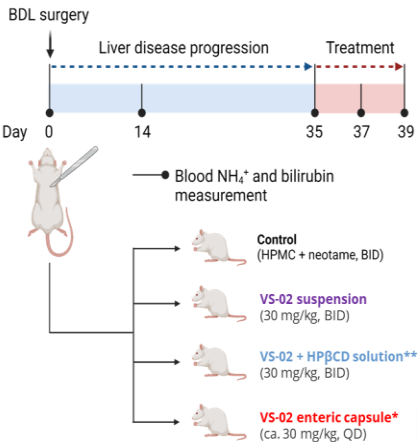 BDL surgery
Liver disease progression
Treatment
Day 0 14 35 37 39
Blood NH₄⁺ and bilirubin
measurement
Control
(HPMC + neotame, BID)
VS-02 suspension
(30 mg/kg, BID)
VS-02 + HPβCD solution**
(30 mg/kg, BID)
VS-02 enteric capsule*
(ca. 30 mg/kg, QD)